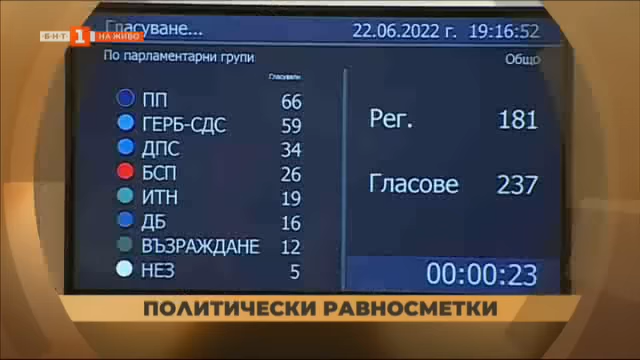 БНТ 1 НА ЖИВО
Гласуване... 22.06.2022 г. 19:16:52
По парламентарни групи Общо
Гласували
ПП 66
ГЕРБ-СДС 59
ДПС 34
БСП 26
ИТН 19
ДБ 16
ВЪЗРАЖДАНЕ 12
НЕЗ 5
Рег. 181
Гласове 237
00:00:23
ПОЛИТИЧЕСКИ РАВНОСМЕТКИ